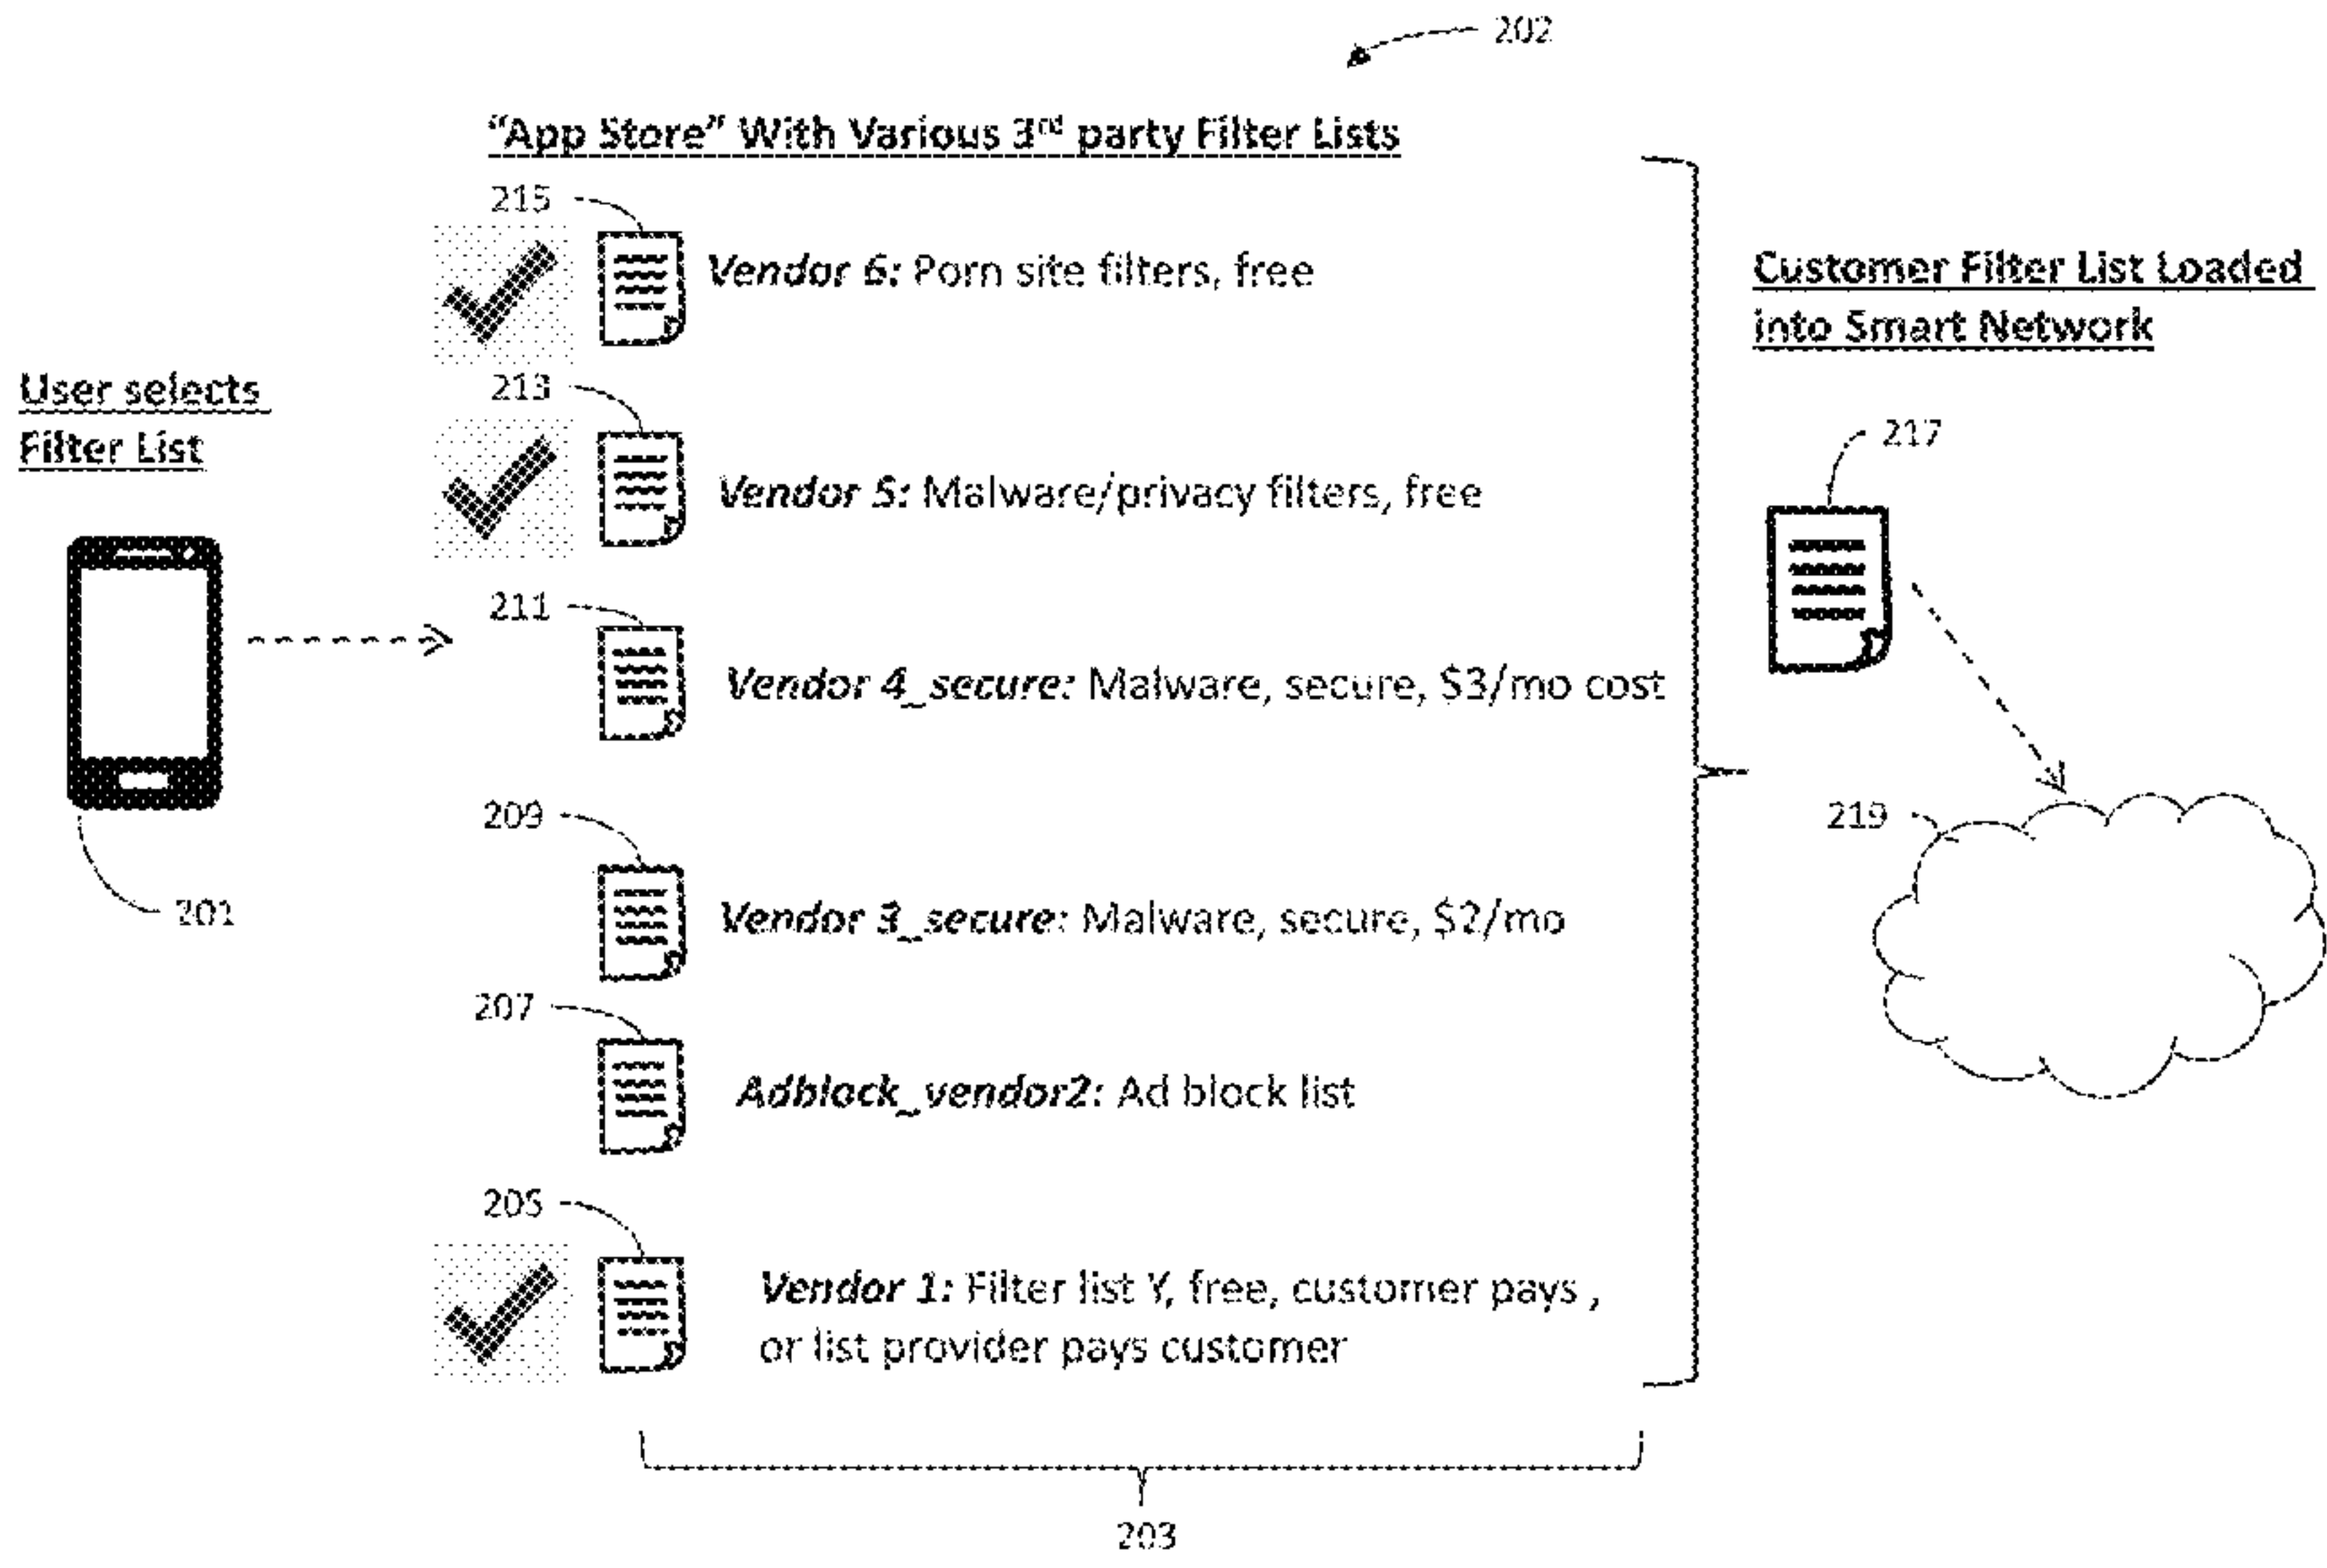 202
“App Store” With Various 3rd party Filter Lists
215
Vendor 6: Porn site filters, free
Customer Filter List Loaded
into Smart Network
User selects
Filter List
213
Vendor 5: Malware/privacy filters, free
217
211
Vendor 4_secure: Malware, secure, $3/mo cost
201
209
Vendor 3_secure: Malware, secure, $2/mo
219
207
Adblock_vendor2: Ad block list
205
Vendor 1: Filter list Y, free, customer pays ,
or list provider pays customer
203